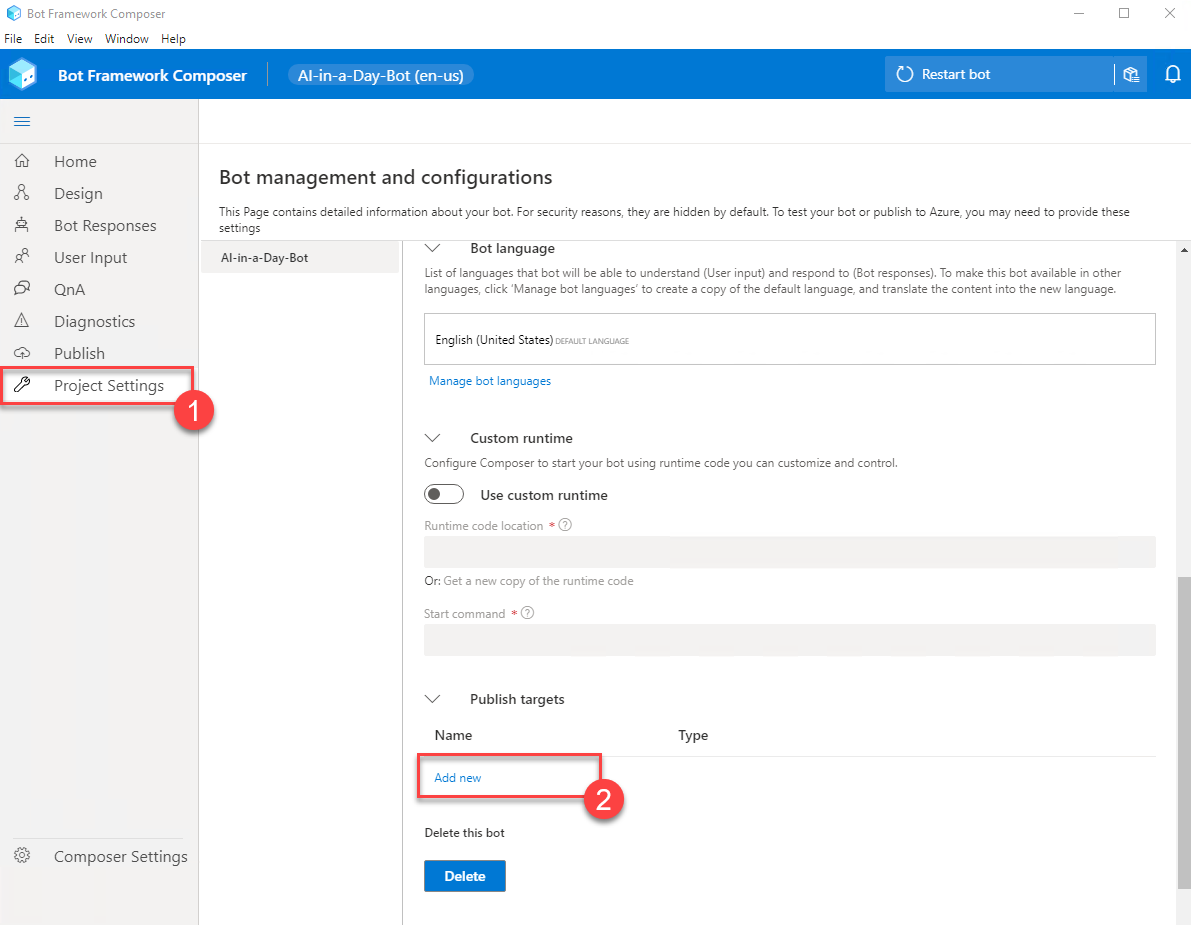 Bot Framework Composer
File Edit View Window Help
Bot Framework Composer AI-in-a-Day-Bot (en-us) Restart bot
Home
Design
Bot Responses
User Input
QnA
Diagnostics
Publish
Project Settings
1
Composer Settings
Bot management and configurations
This Page contains detailed information about your bot. For security reasons, they are hidden by default. To test your bot or publish to Azure, you may need to provide these
settings
AI-in-a-Day-Bot
Bot language
List of languages that bot will be able to understand (User input) and respond to (Bot responses). To make this bot available in other
languages, click ‘Manage bot languages’ to create a copy of the default language, and translate the content into the new language.
English (United States) DEFAULT LANGUAGE
Manage bot languages
Custom runtime
Configure Composer to start your bot using runtime code you can customize and control.
Use custom runtime
Runtime code location * ?
Or: Get a new copy of the runtime code
Start command * ?
Publish targets
Name Type
Add new
2
Delete this bot
Delete